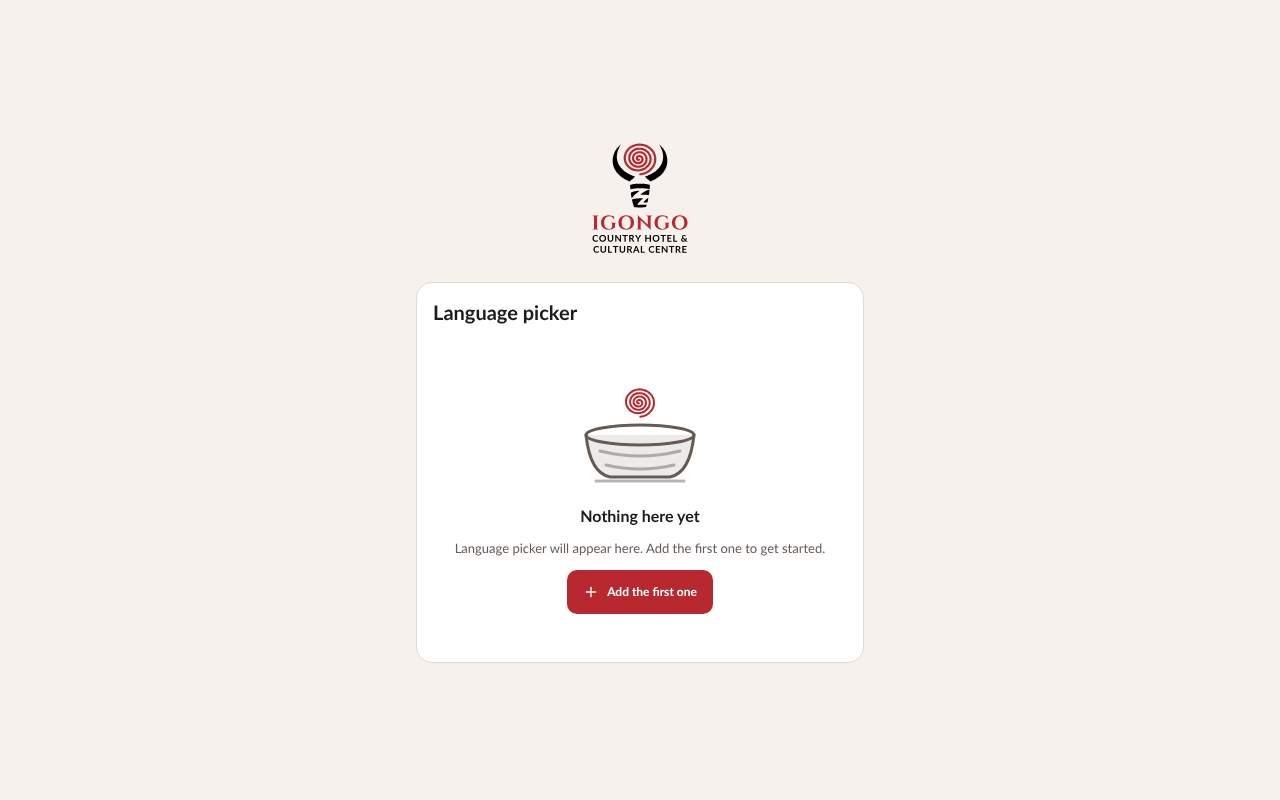 IGONGO
COUNTRY HOTEL &
CULTURAL CENTRE
Language picker
Nothing here yet
Language picker will appear here. Add the first one to get started.
Add the first one